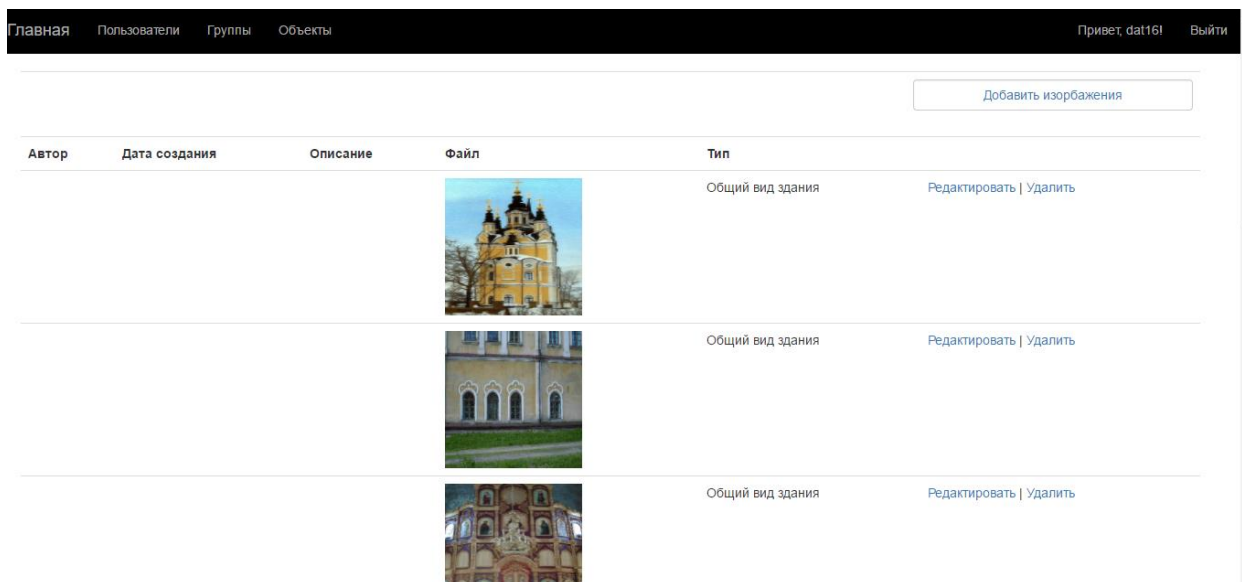 Главная Пользователи Группы Объекты Привет, dat16! Выйти
Добавить изорбажения
Автор Дата создания Описание Файл Тип
Общий вид здания Редактировать | Удалить
Общий вид здания Редактировать | Удалить
Общий вид здания Редактировать | Удалить